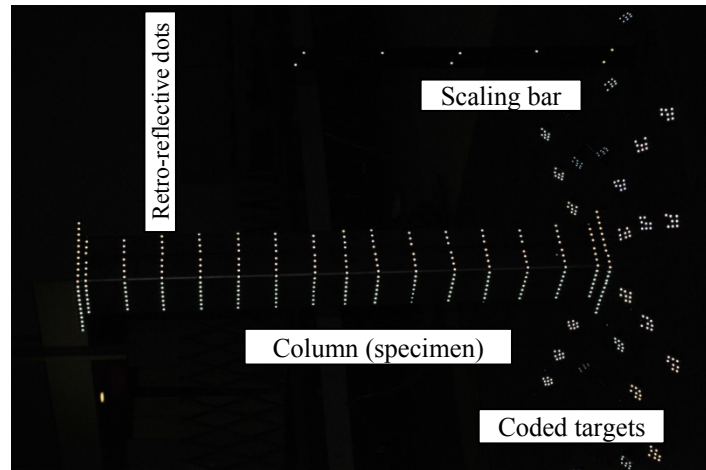 Retro-reflective dots
Scaling bar
Column (specimen)
Coded targets